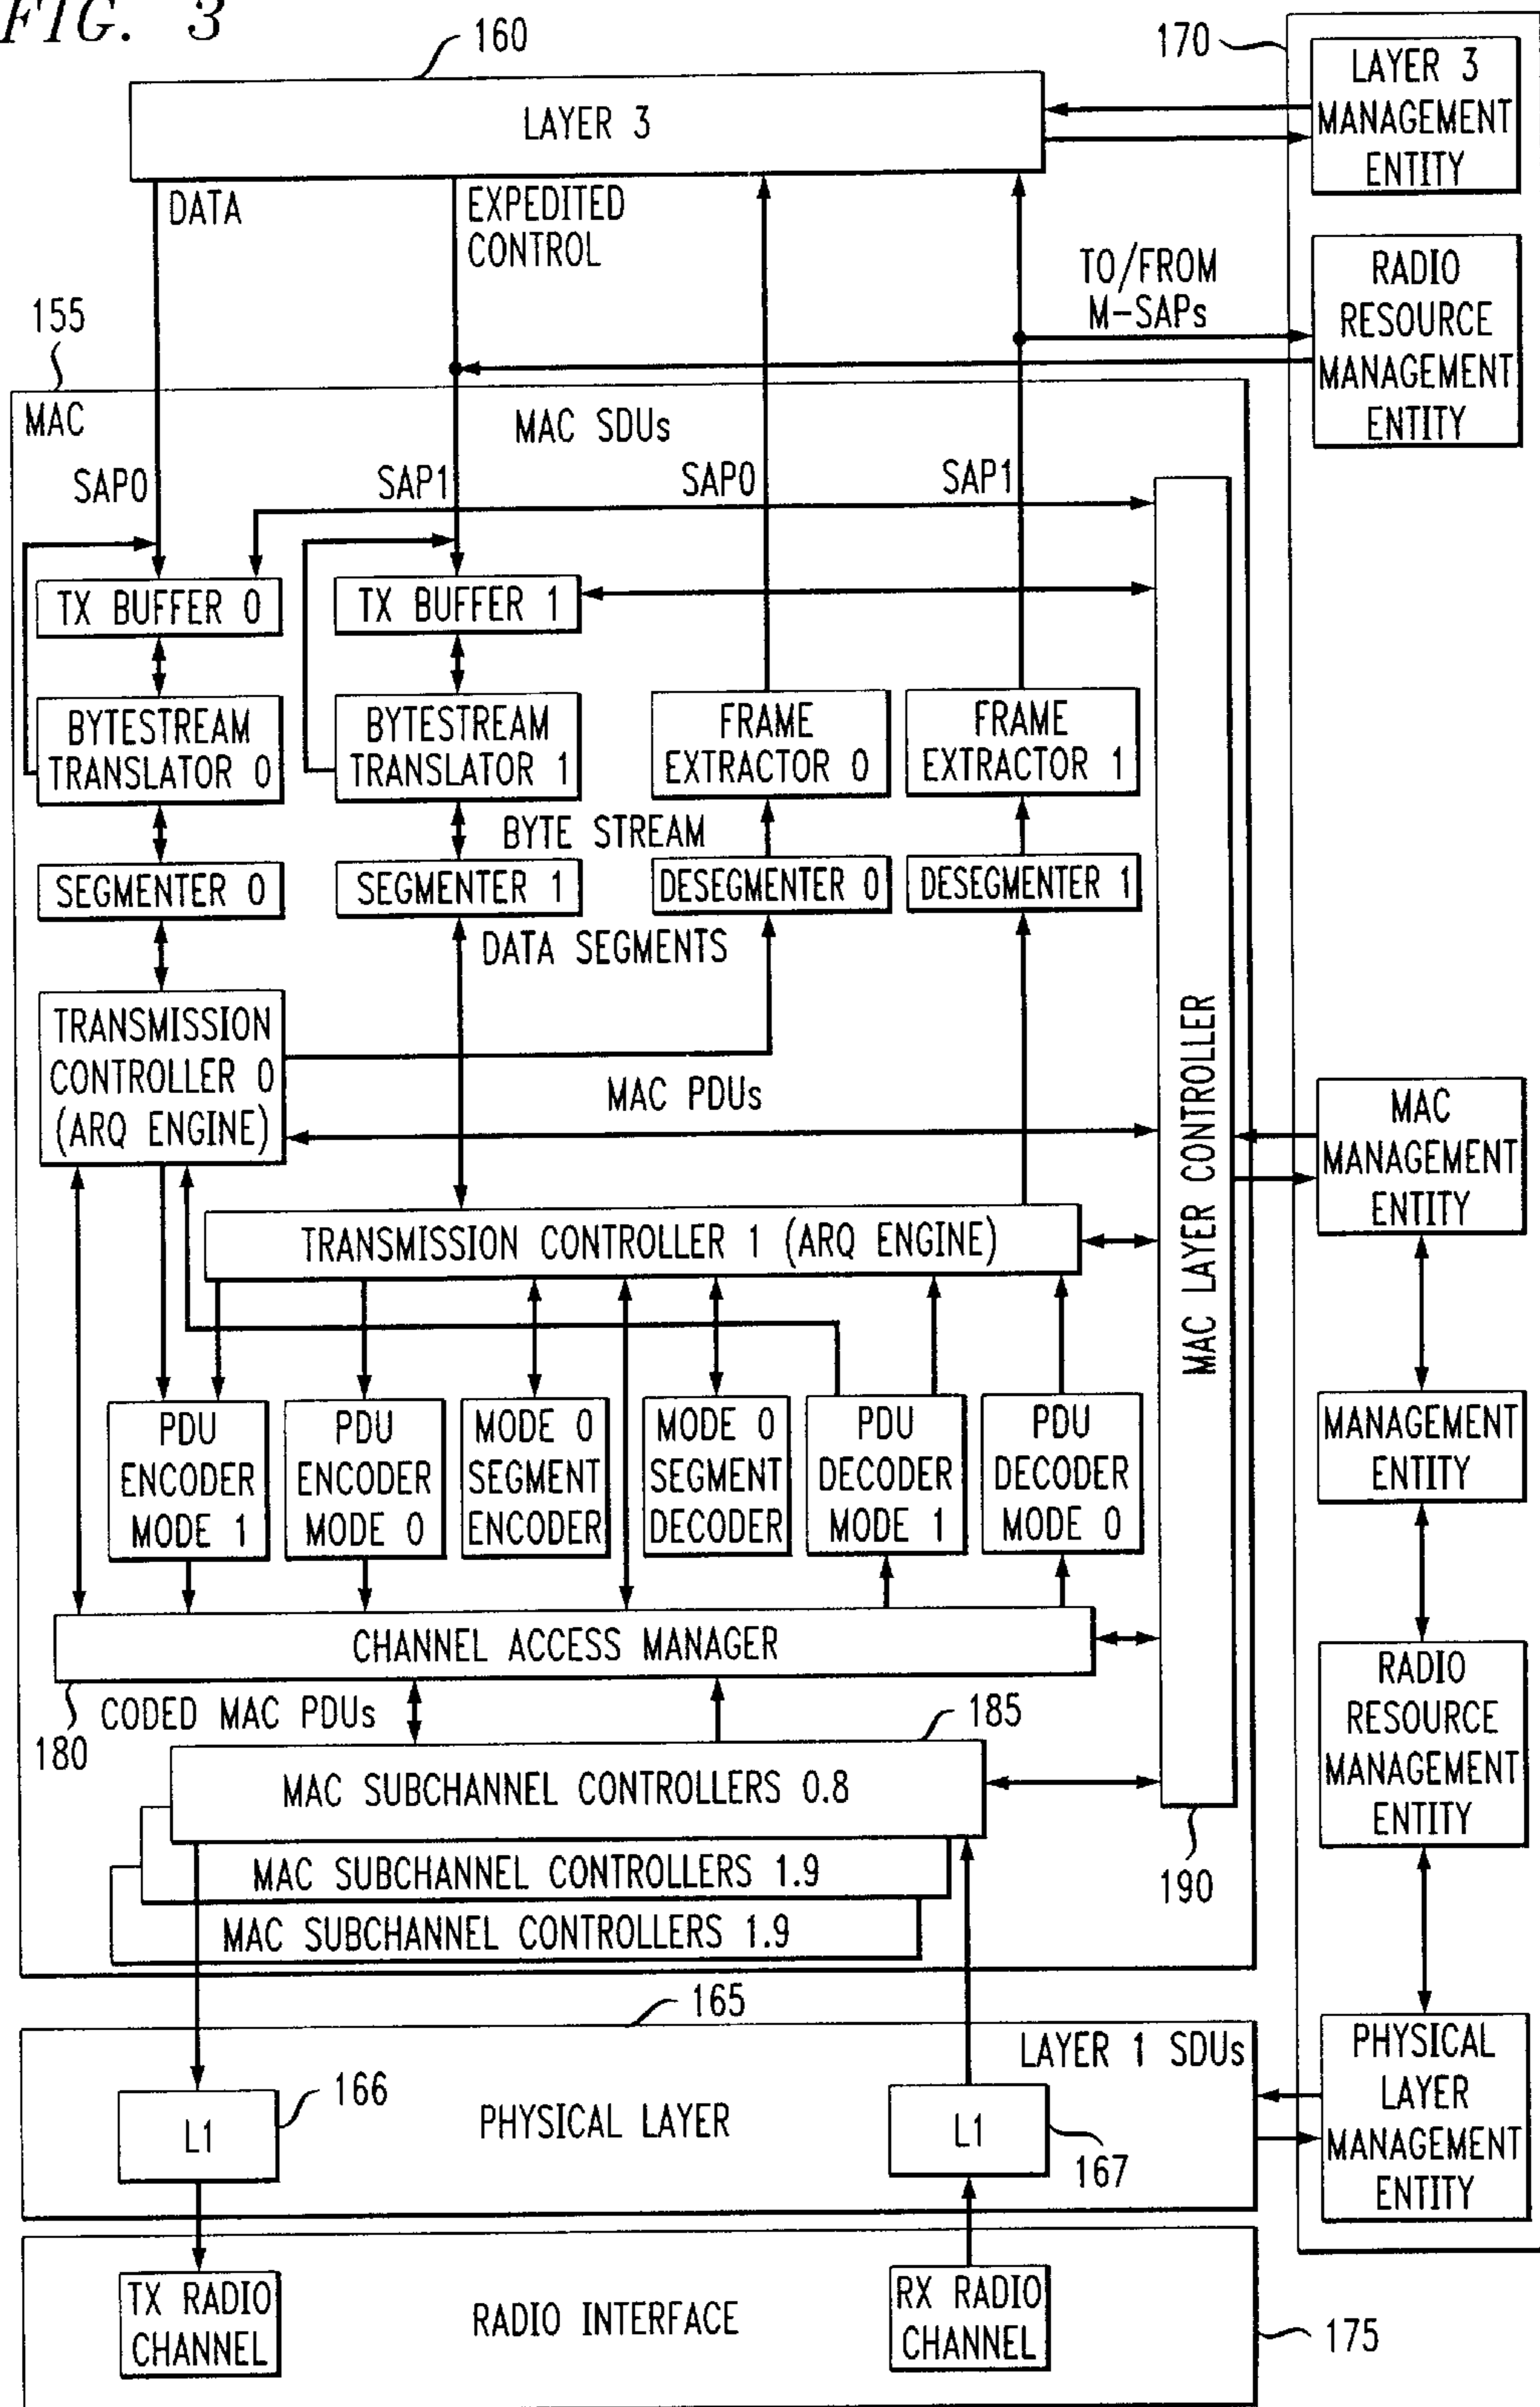 FIG. 3
160
170
LAYER 3
LAYER 3
MANAGEMENT
ENTITY
DATA
EXPEDITED
CONTROL
TO/FROM
M-SAPs
RADIO
RESOURCE
MANAGEMENT
ENTITY
155
MAC
MAC SDUs
SAP0
SAP1
SAP0
SAP1
TX BUFFER 0
TX BUFFER 1
BYTESTREAM
TRANSLATOR 0
BYTESTREAM
TRANSLATOR 1
FRAME
EXTRACTOR 0
FRAME
EXTRACTOR 1
BYTE STREAM
SEGMENTER 0
SEGMENTER 1
DESEGMENTER 0
DESEGMENTER 1
DATA SEGMENTS
TRANSMISSION
CONTROLLER 0
(ARQ ENGINE)
MAC PDUs
MAC LAYER CONTROLLER
MAC
MANAGEMENT
ENTITY
TRANSMISSION CONTROLLER 1 (ARQ ENGINE)
PDU
ENCODER
MODE 1
PDU
ENCODER
MODE 0
MODE 0
SEGMENT
ENCODER
MODE 0
SEGMENT
DECODER
PDU
DECODER
MODE 1
PDU
DECODER
MODE 0
MANAGEMENT
ENTITY
CHANNEL ACCESS MANAGER
180
CODED MAC PDUs
185
RADIO
RESOURCE
MANAGEMENT
ENTITY
MAC SUBCHANNEL CONTROLLERS 0.8
MAC SUBCHANNEL CONTROLLERS 1.9
MAC SUBCHANNEL CONTROLLERS 1.9
190
165
LAYER 1 SDUs
L1
166
PHYSICAL LAYER
L1
167
PHYSICAL
LAYER
MANAGEMENT
ENTITY
TX RADIO
CHANNEL
RADIO INTERFACE
RX RADIO
CHANNEL
175